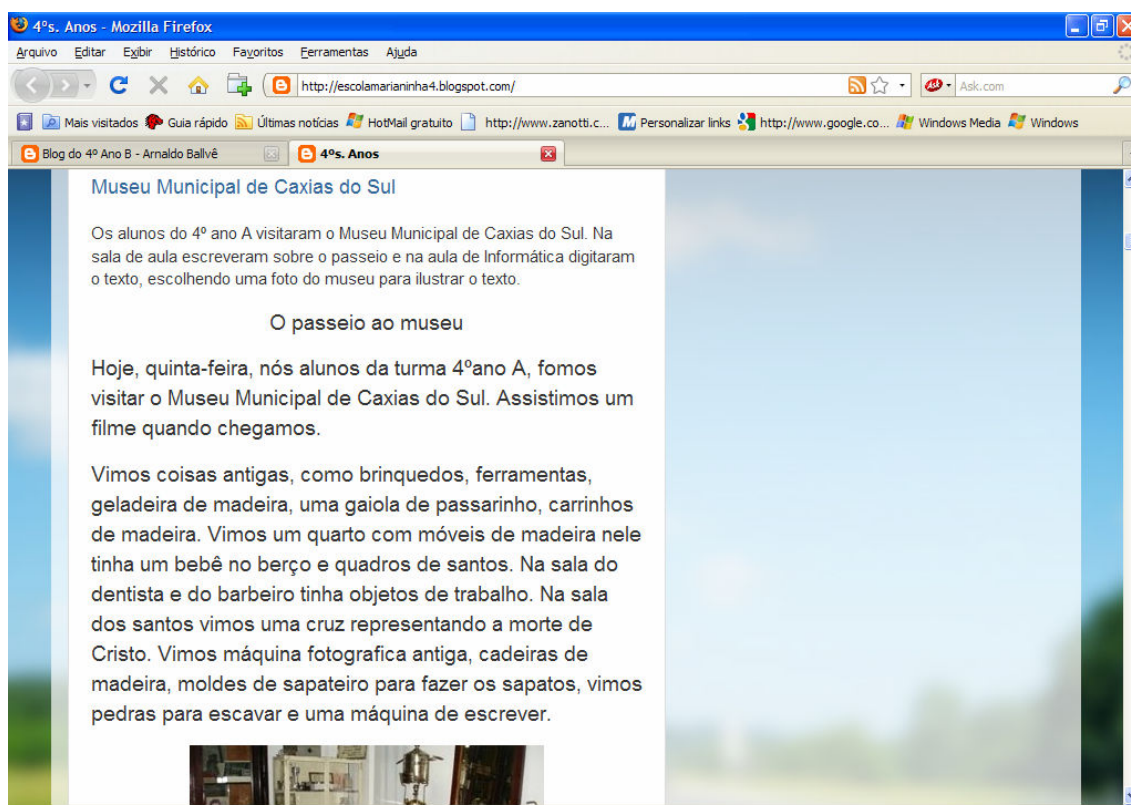 4ºs. Anos - Mozilla Firefox
Arquivo Editar Exibir Histórico Favoritos Ferramentas Ajuda
http://escolamarianinha4.blogspot.com/ Ask Ask.com
Mais visitados Guia rápido Últimas notícias HotMail gratuito http://www.zanotti.c... Personalizar links http://www.google.co... Windows Media Windows
Blog do 4º Ano B - Arnaldo Ballvê 4ºs. Anos
Museu Municipal de Caxias do Sul
Os alunos do 4º ano A visitaram o Museu Municipal de Caxias do Sul. Na
sala de aula escreveram sobre o passeio e na aula de Informática digitaram
o texto, escolhendo uma foto do museu para ilustrar o texto.
O passeio ao museu
Hoje, quinta-feira, nós alunos da turma 4ºano A, fomos
visitar o Museu Municipal de Caxias do Sul. Assistimos um
filme quando chegamos.
Vimos coisas antigas, como brinquedos, ferramentas,
geladeira de madeira, uma gaiola de passarinho, carrinhos
de madeira. Vimos um quarto com móveis de madeira nele
tinha um bebê no berço e quadros de santos. Na sala do
dentista e do barbeiro tinha objetos de trabalho. Na sala
dos santos vimos uma cruz representando a morte de
Cristo. Vimos máquina fotografica antiga, cadeiras de
madeira, moldes de sapateiro para fazer os sapatos, vimos
pedras para escavar e uma máquina de escrever.